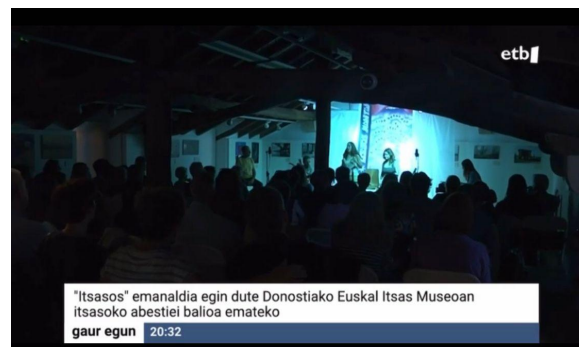 etb
"Itsasos" emanaldia egin dute Donostiako Euskal Itsas Museoan
itsasoko abestiei balioa emateko
gaur egun 20:32